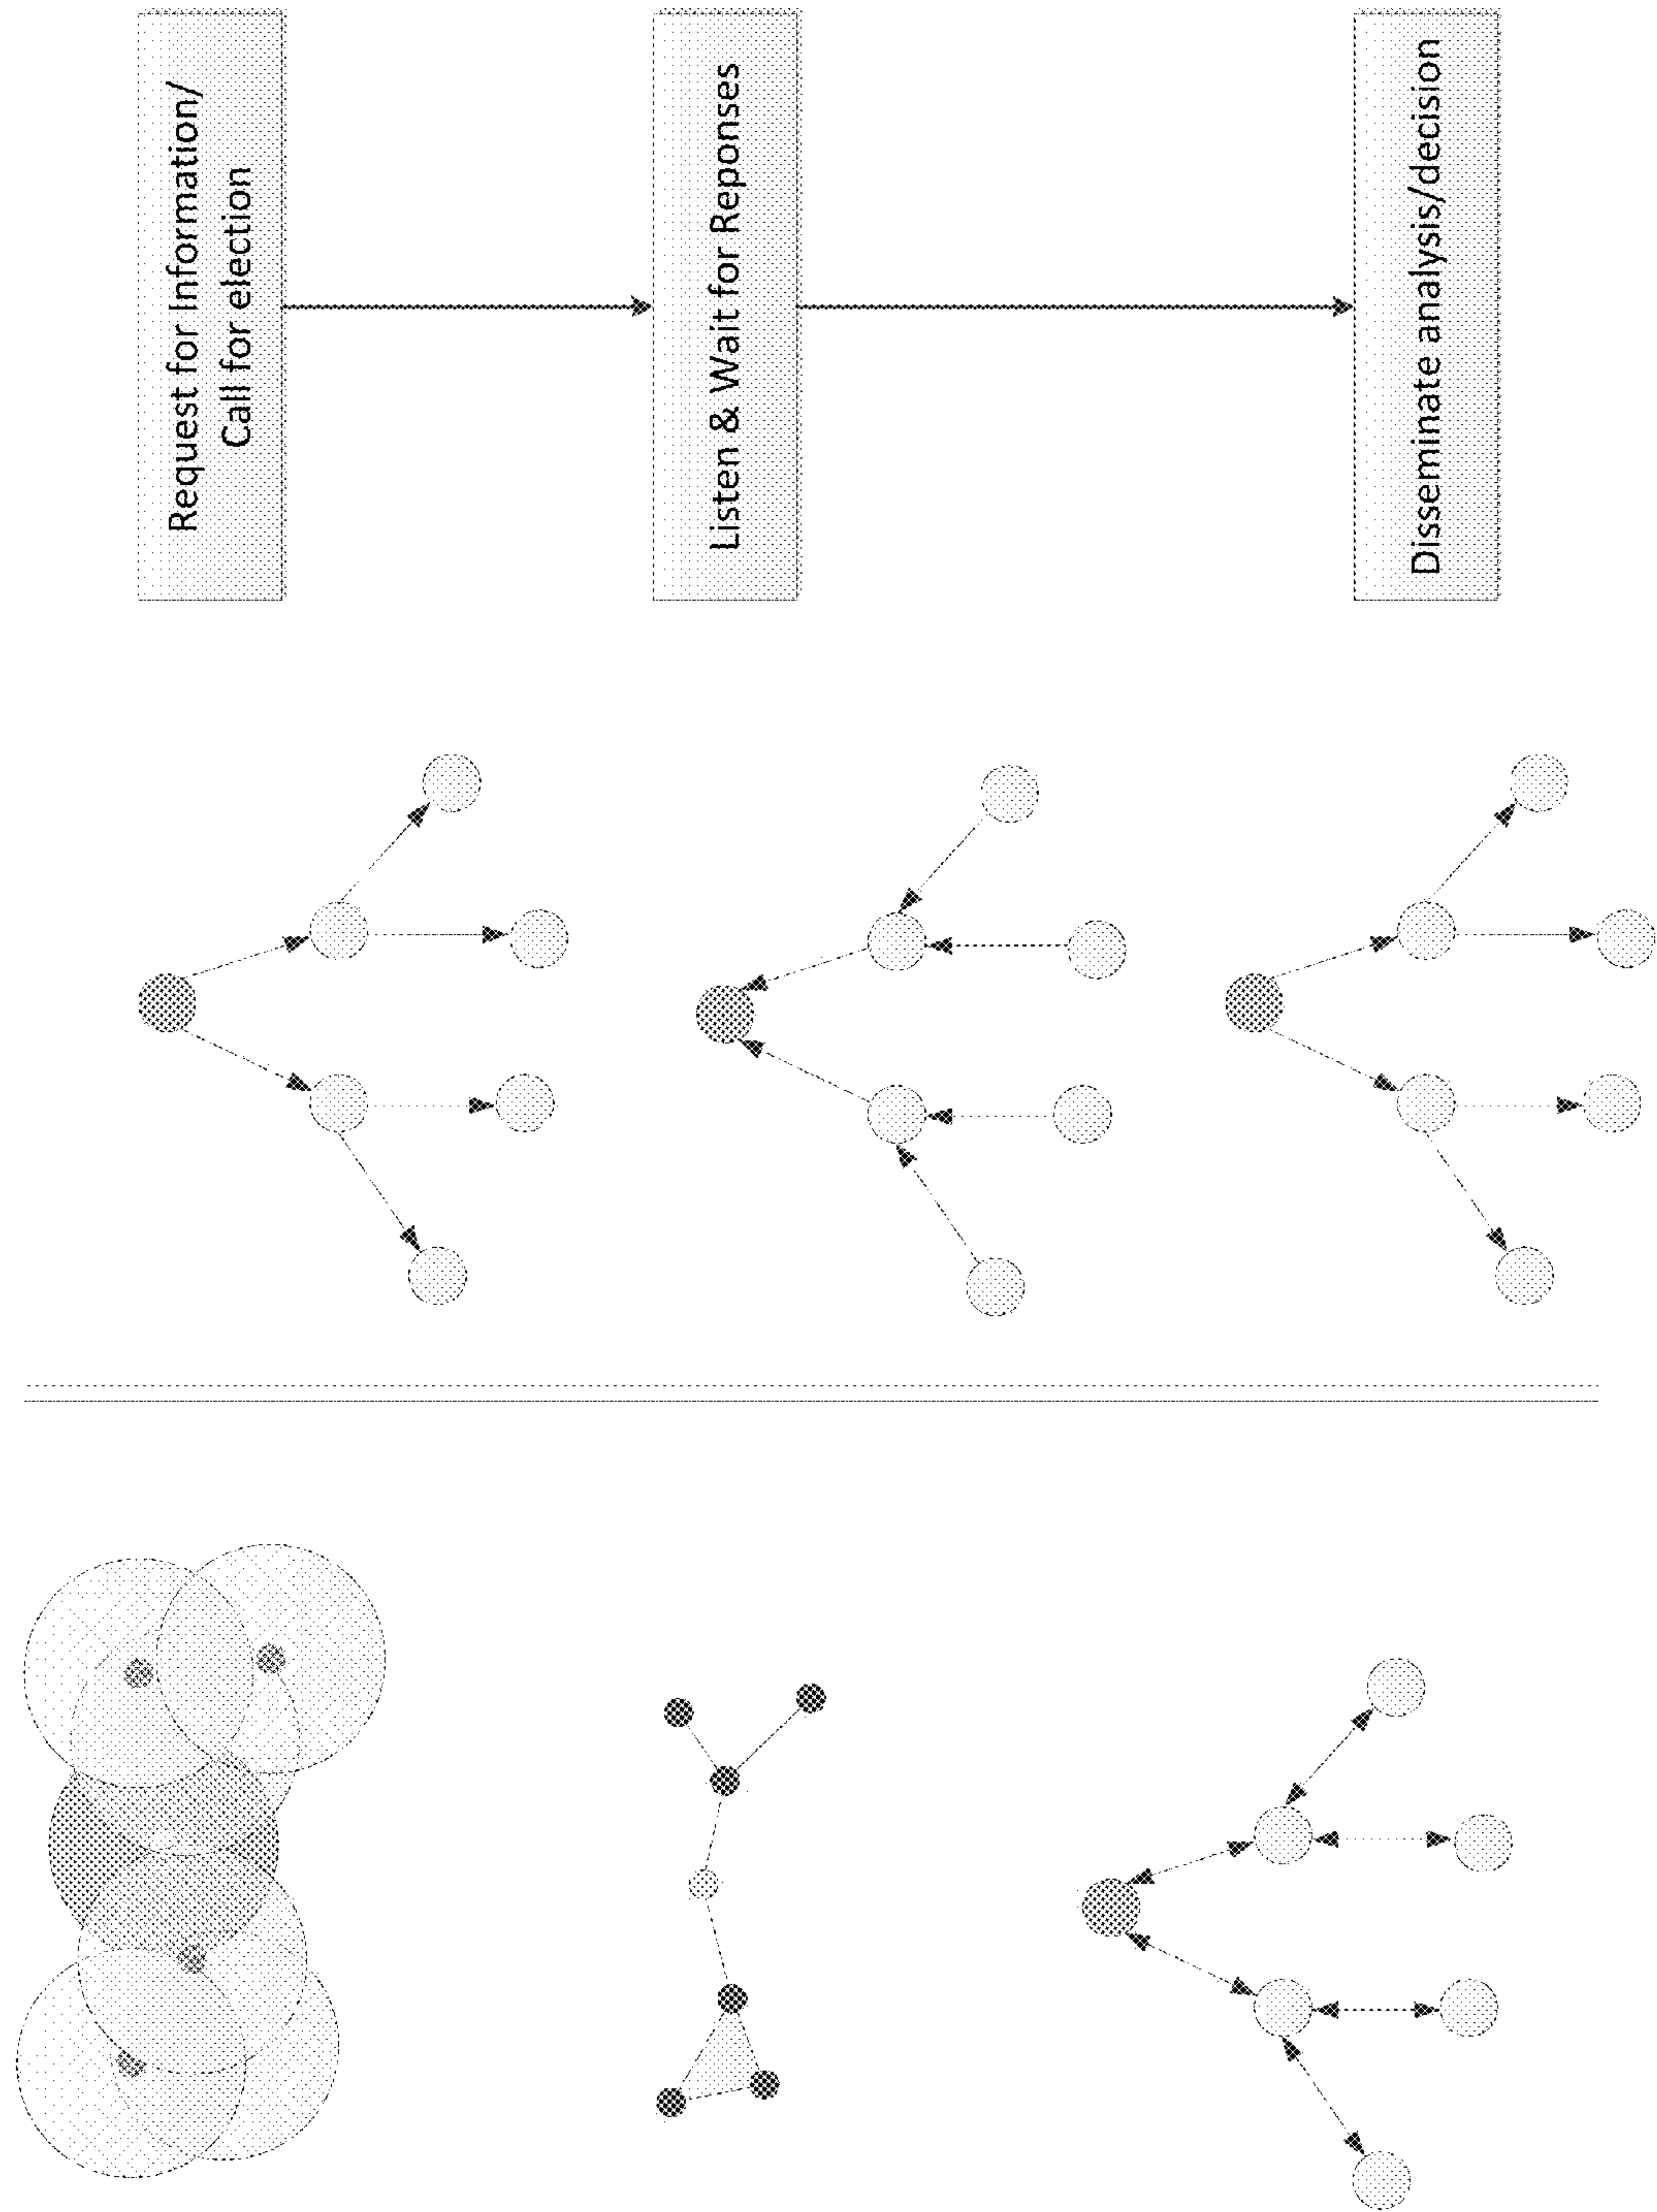 Request for Information/
Call for election
Listen & Wait for Reponses
Disseminate analysis/decision